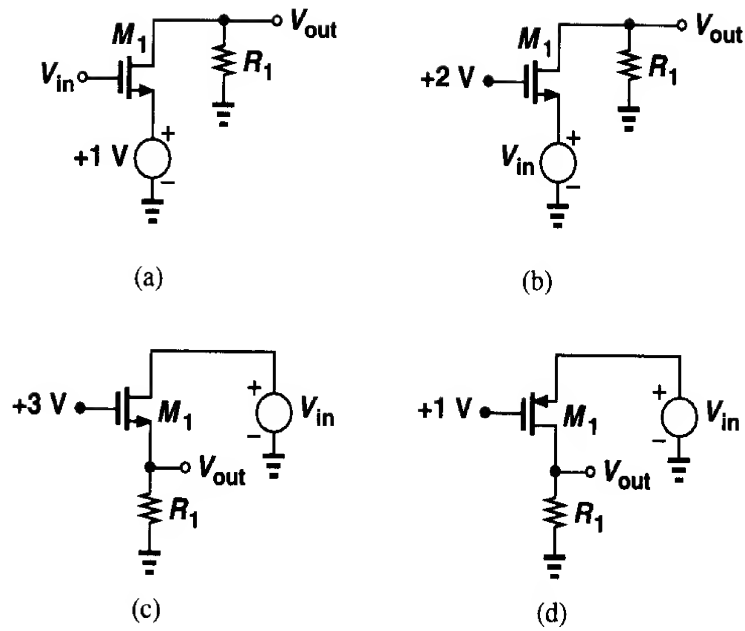 M1
Vout
Vin
R1
+1 V
+
−
(a)
M1
Vout
+2 V
R1
Vin
+
−
(b)
+3 V
M1
+
−
Vin
Vout
R1
(c)
+1 V
M1
+
−
Vin
Vout
R1
(d)